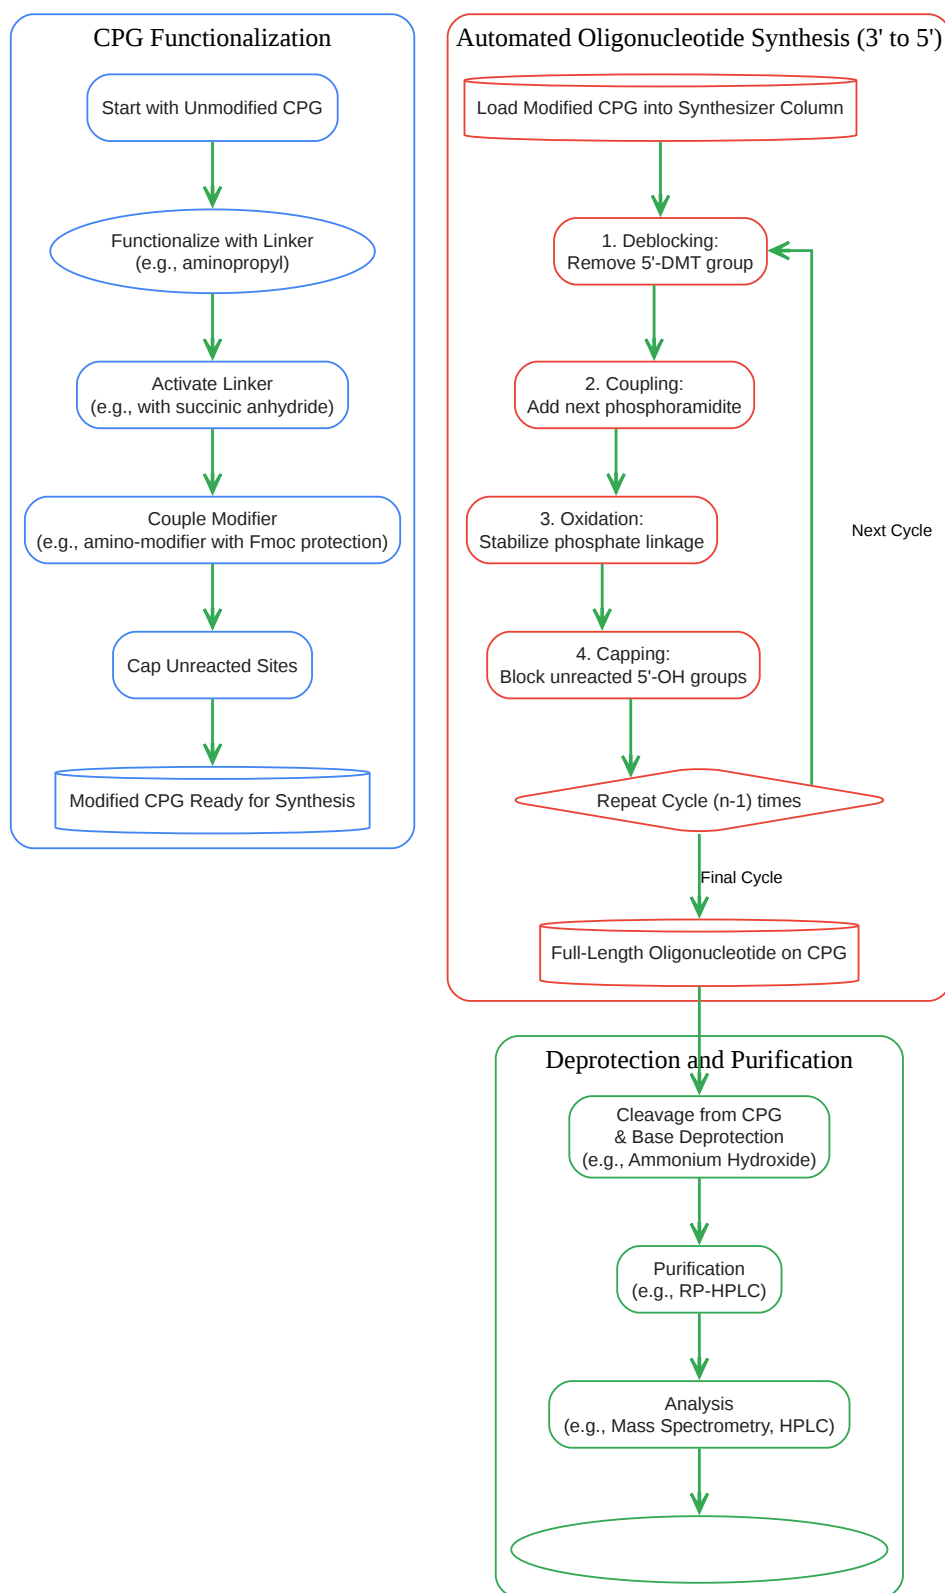 CPG Functionalization
Start with Unmodified CPG
Functionalize with Linker
(e.g., aminopropyl)
Activate Linker
(e.g., with succinic anhydride)
Couple Modifier
(e.g., amino-modifier with Fmoc protection)
Cap Unreacted Sites
Modified CPG Ready for Synthesis
Automated Oligonucleotide Synthesis (3' to 5')
Load Modified CPG into Synthesizer Column
1. Deblocking:
Remove 5'-DMT group
2. Coupling:
Add next phosphoramidite
3. Oxidation:
Stabilize phosphate linkage
Next Cycle
4. Capping:
Block unreacted 5'-OH groups
Repeat Cycle (n-1) times
Final Cycle
Full-Length Oligonucleotide on CPG
Deprotection and Purification
Cleavage from CPG
& Base Deprotection
(e.g., Ammonium Hydroxide)
Purification
(e.g., RP-HPLC)
Analysis
(e.g., Mass Spectrometry, HPLC)